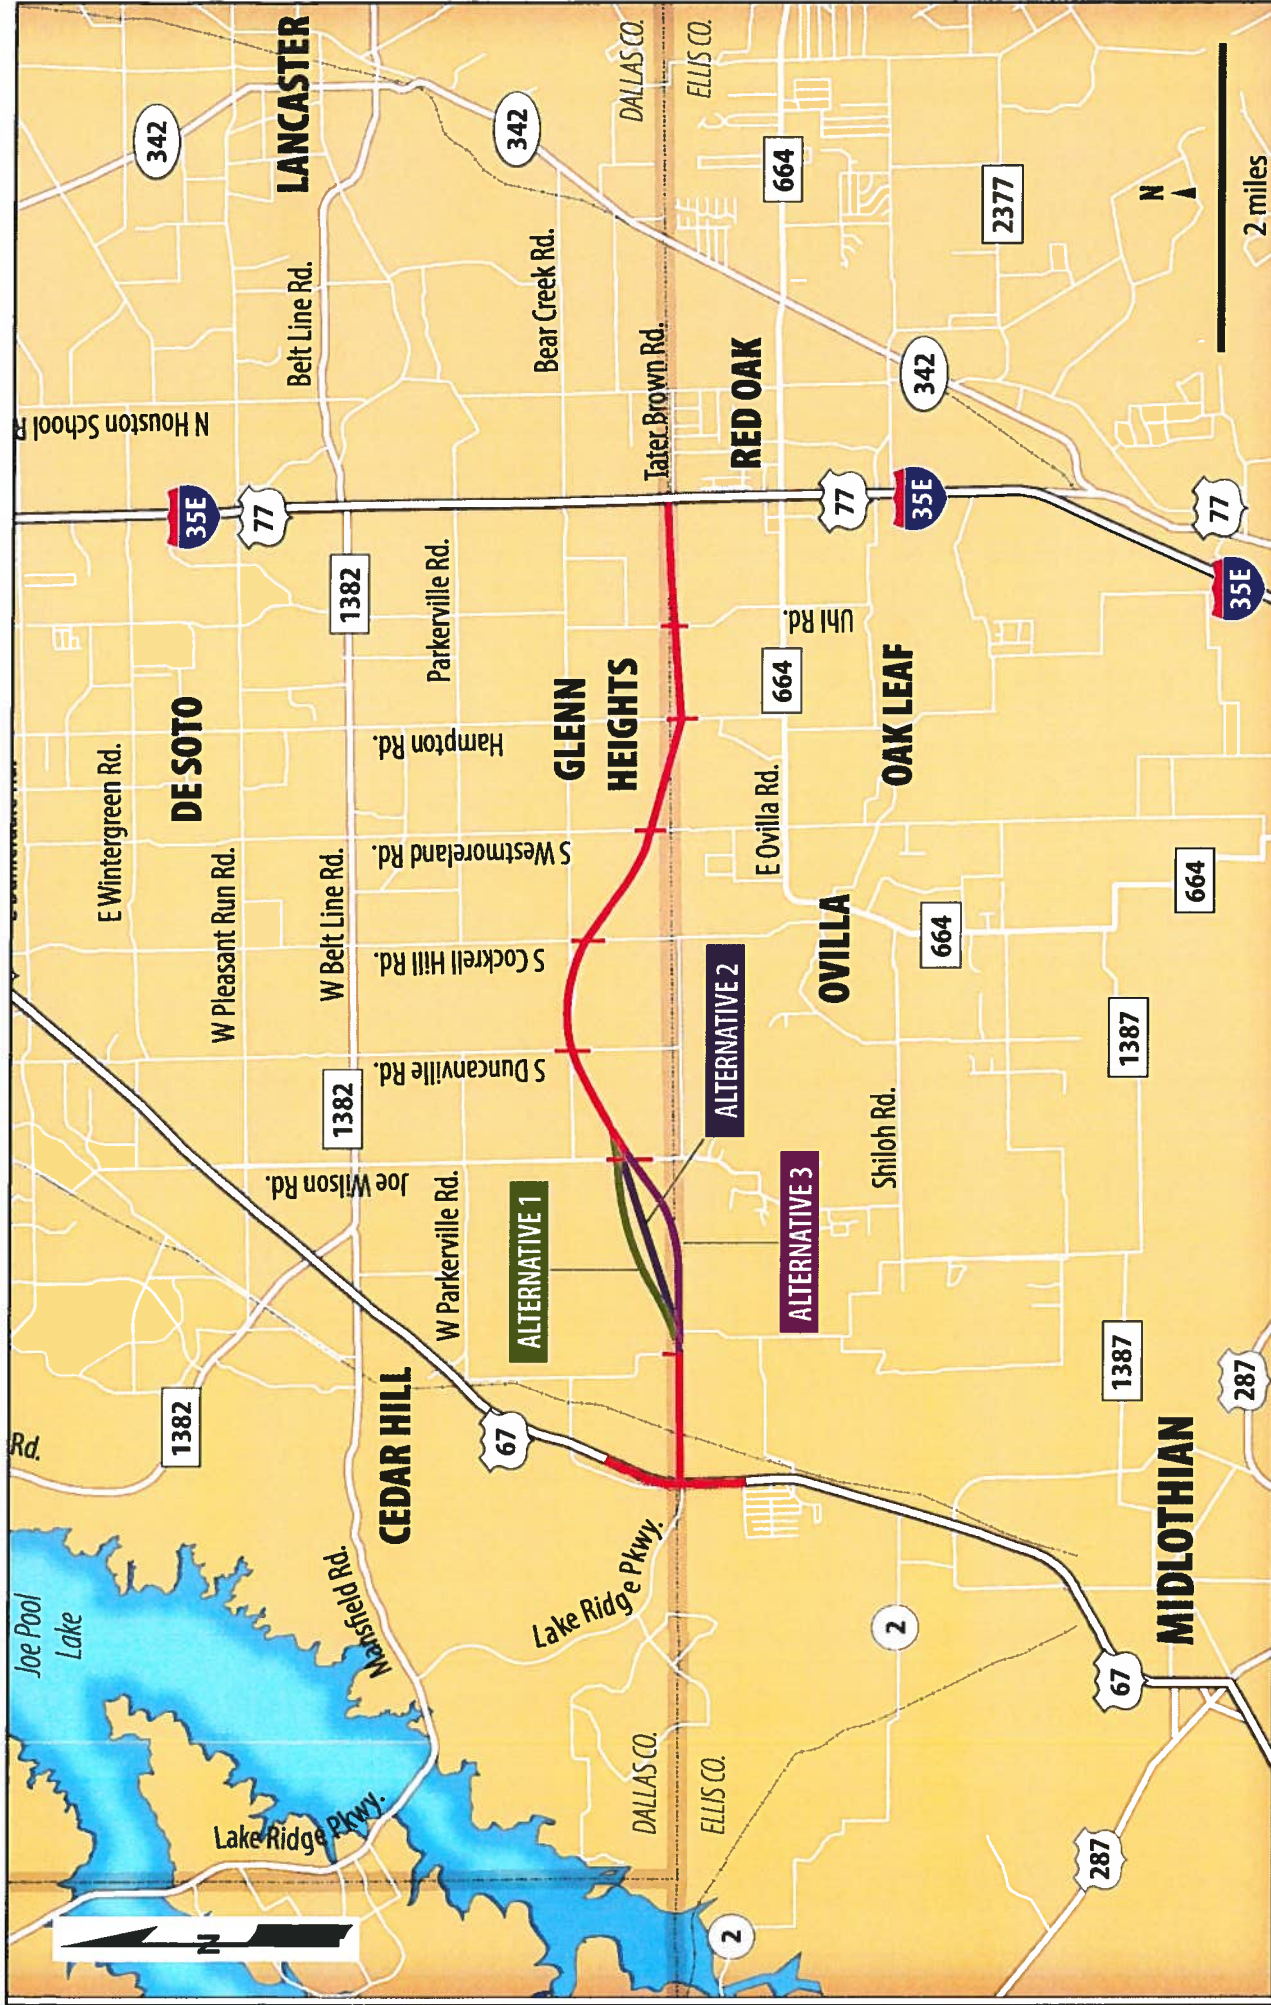 Joe Pool
Lake
Rd.
1382
Mansfield Rd.
Lake Ridge Pkwy.
CEDAR HILL
67
Lake Ridge Pkwy.
W Parkerville Rd.
Joe Wilson Rd.
1382
W Belt Line Rd.
W Pleasant Run Rd.
E Wintergreen Rd.
DE SOTO
S Duncanville Rd.
S Cockrell Hill Rd.
S Westmoreland Rd.
Hampton Rd.
Parkerville Rd.
1382
35E
77
N Houston School R
Belt Line Rd.
LANCASTER
342
342
Bear Creek Rd.
GLENN
HEIGHTS
Tater Brown Rd.
DALLAS CO.
ELLIS CO.
DALLAS CO.
ELLIS CO.
ALTERNATIVE 1
ALTERNATIVE 2
ALTERNATIVE 3
RED OAK
664
2377
342
77
35E
Uhl Rd.
664
OAK LEAF
E Ovilla Rd.
OVILLA
664
664
Shiloh Rd.
1387
1387
287
MIDLOTHIAN
67
2
2
287
77
35E
N
N
2 miles